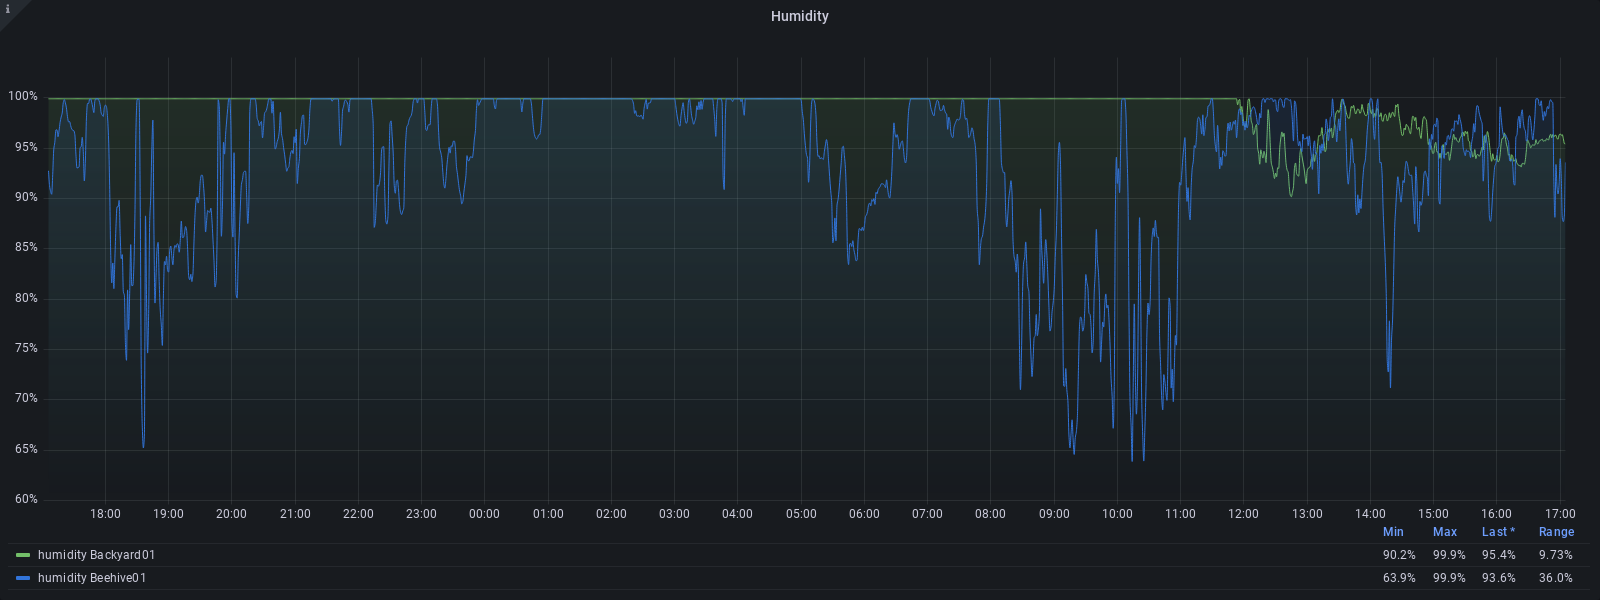 i
Humidity
100%
95%
90%
85%
80%
75%
70%
65%
60%
18:00 19:00 20:00 21:00 22:00 23:00 00:00 01:00 02:00 03:00 04:00 05:00 06:00 07:00 08:00 09:00 10:00 11:00 12:00 13:00 14:00 15:00 16:00 17:00
Min Max Last * Range
humidity Backyard01 90.2% 99.9% 95.4% 9.73%
humidity Beehive01 63.9% 99.9% 93.6% 36.0%